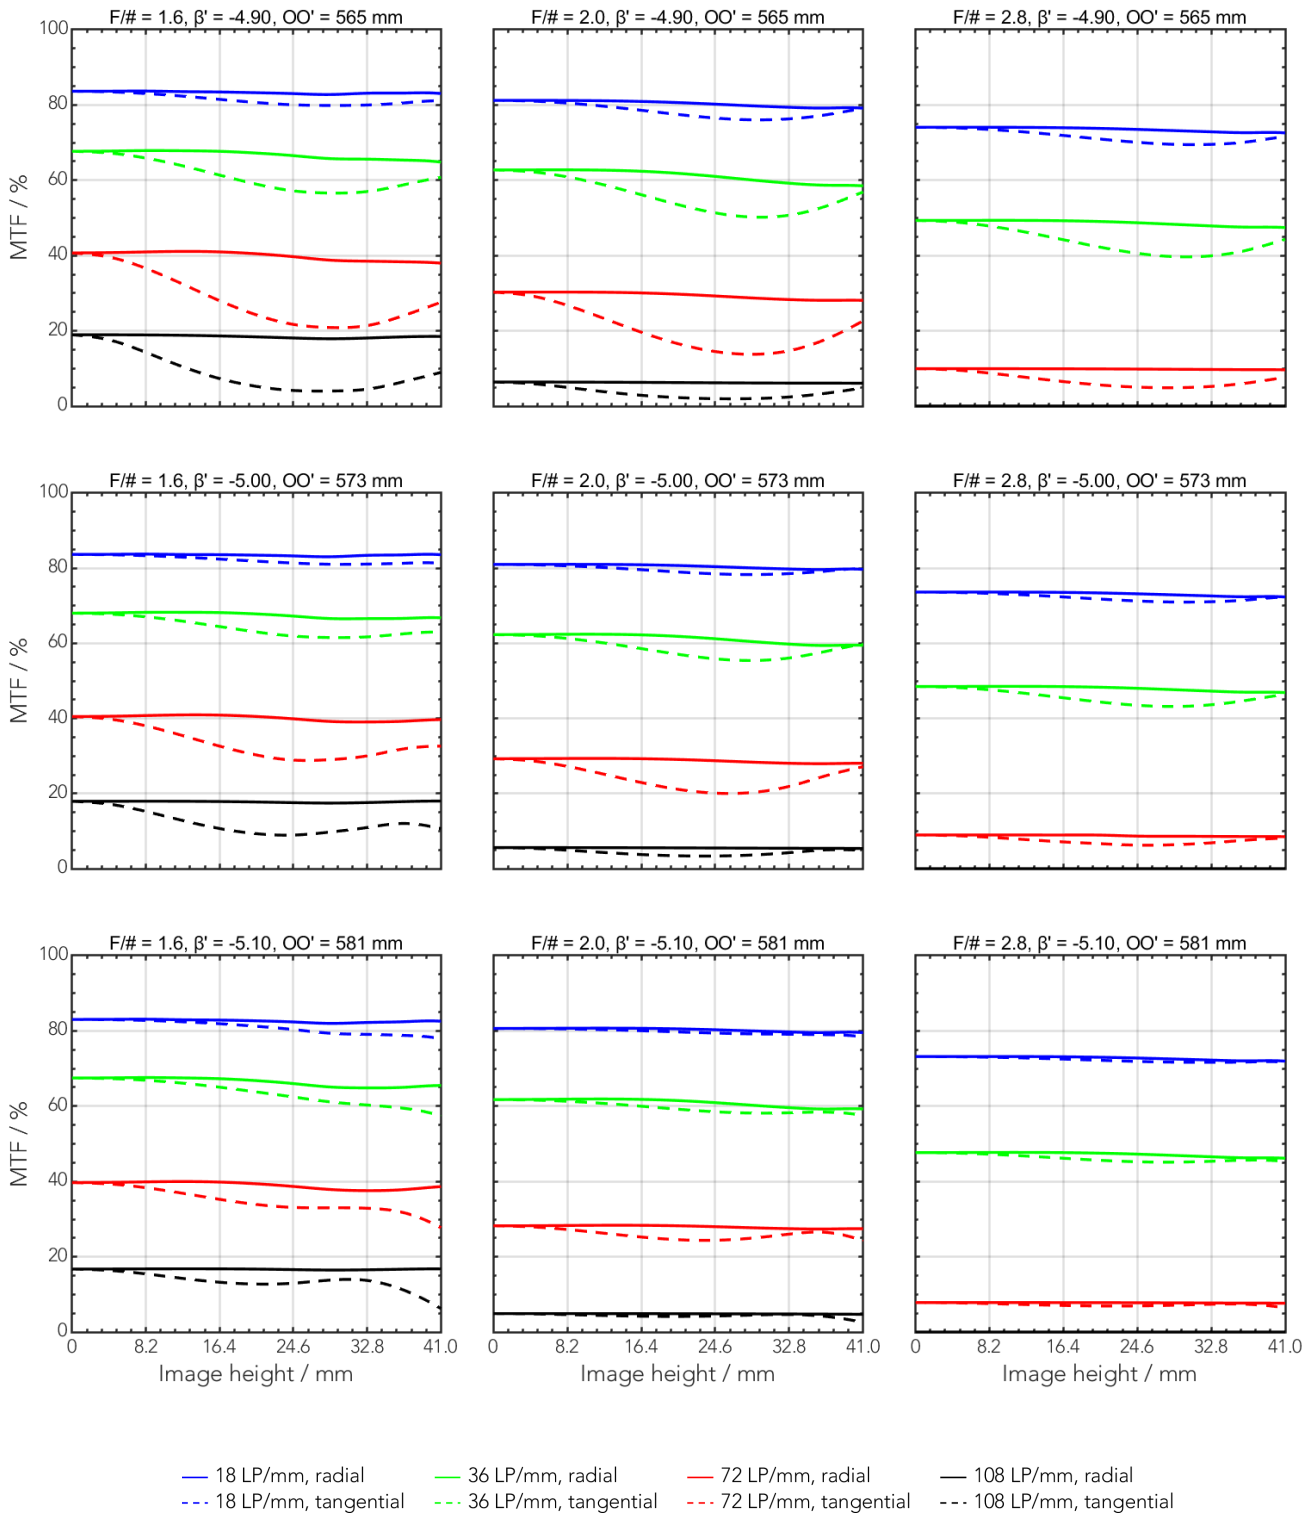 F/# = 1.6, β' = -4.90, OO' = 565 mm
F/# = 2.0, β' = -4.90, OO' = 565 mm
F/# = 2.8, β' = -4.90, OO' = 565 mm
100
80
60
40
20
0
MTF / %
F/# = 1.6, β' = -5.00, OO' = 573 mm
F/# = 2.0, β' = -5.00, OO' = 573 mm
F/# = 2.8, β' = -5.00, OO' = 573 mm
100
80
60
40
20
0
MTF / %
F/# = 1.6, β' = -5.10, OO' = 581 mm
F/# = 2.0, β' = -5.10, OO' = 581 mm
F/# = 2.8, β' = -5.10, OO' = 581 mm
100
80
60
40
20
0
MTF / %
0 8.2 16.4 24.6 32.8 41.0
0 8.2 16.4 24.6 32.8 41.0
0 8.2 16.4 24.6 32.8 41.0
Image height / mm
Image height / mm
Image height / mm
18 LP/mm, radial
36 LP/mm, radial
72 LP/mm, radial
108 LP/mm, radial
18 LP/mm, tangential
36 LP/mm, tangential
72 LP/mm, tangential
108 LP/mm, tangential